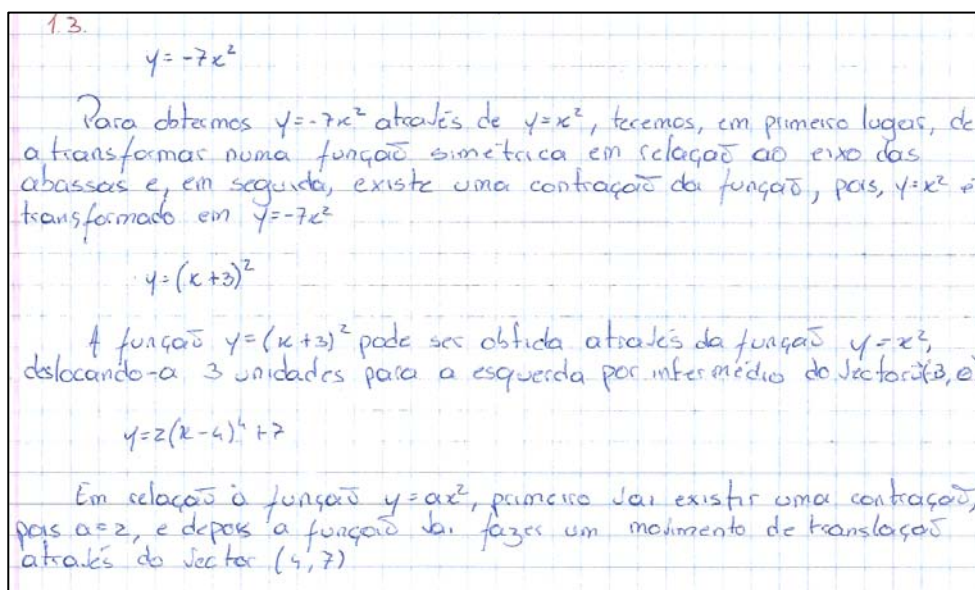 1.3.
y = -7x²
Para obtermos y=-7x² através de y=x², teremos, em primeiro lugar, de
a transformar numa função simétrica em relação ao eixo das
abassas e, em seguida, existe uma contração da função, pois, y=x² é
transformado em y=-7x²
y=(x+3)²
A função y=(x+3)² pode ser obtida através da função y=x²,
deslocando-a 3 unidades para a esquerda por intermédio do vector
y=2(x-4)⁴+7
Em relação à função y=ax², primeiro vai existir uma contração,
pois a=2, e depois a função vai fazer um movimento de translação
através do vector (4,7)